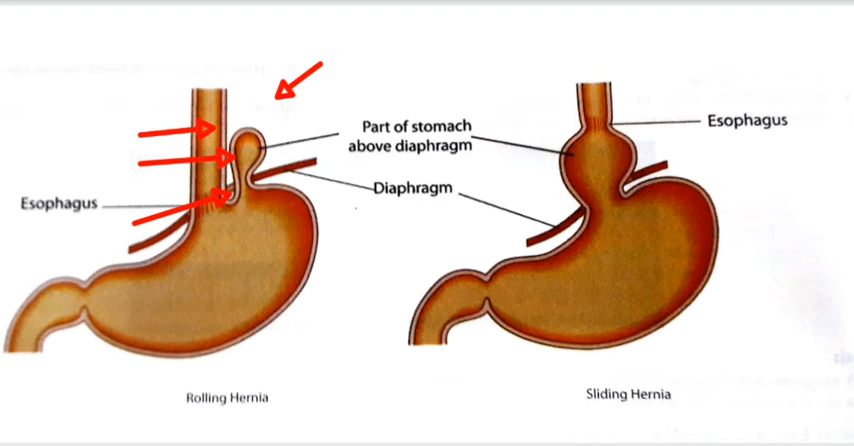 Part of stomach
above diaphragm
Esophagus
Diaphragm
Esophagus
Rolling Hernia
Sliding Hernia